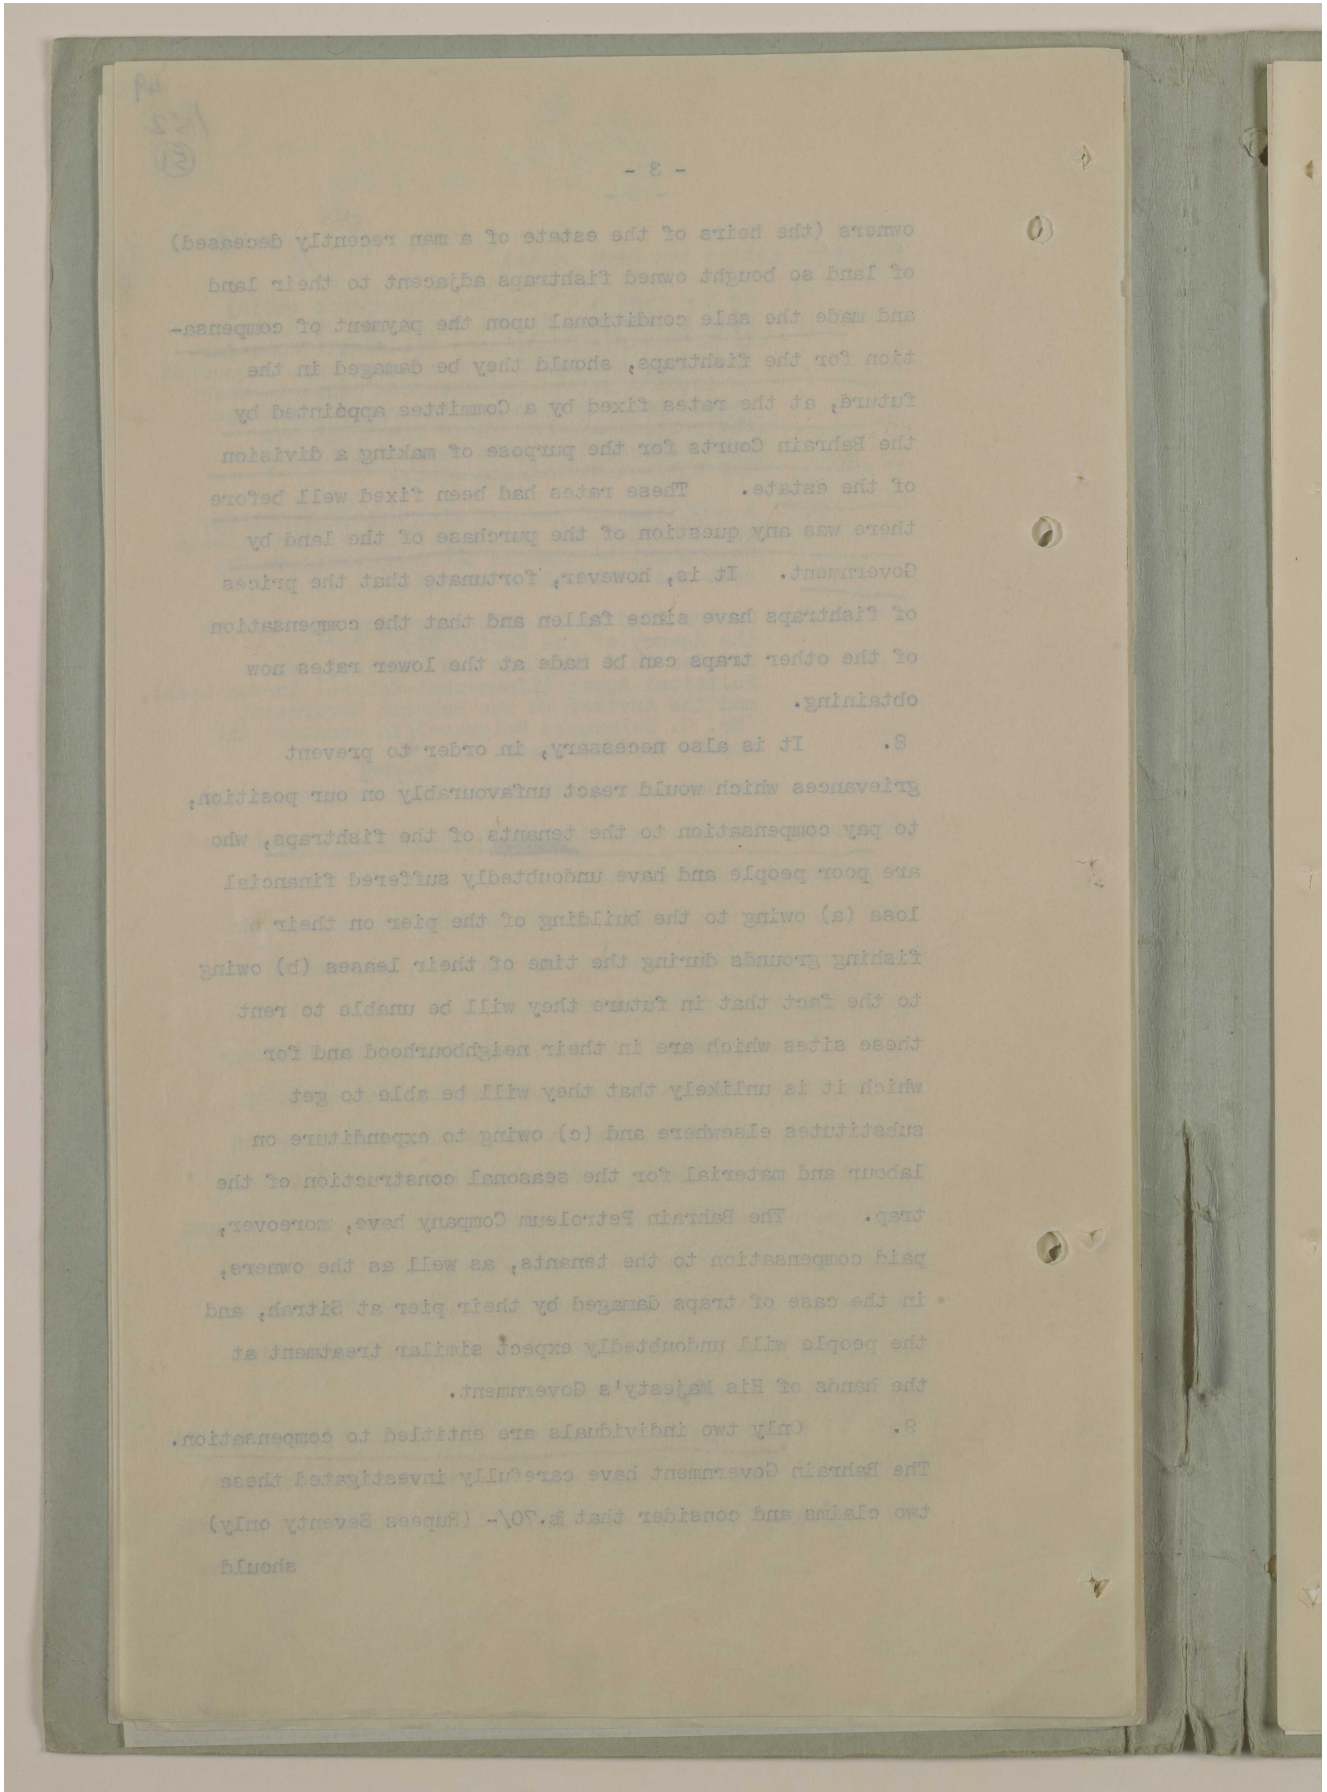 - 3 -
owners (the heirs of the estate of a man recently deceased)
of land so bought owned fishtraps adjacent to their land
and made the sale conditional upon the payment of compensa-
tion for the fishtraps, should they be damaged in the
future, at the rates fixed by a Committee appointed by
the Bahrain Courts for the purpose of making a division
of the estate. These rates had been fixed well before
there was any question of the purchase of the land by
Government. It is, however, fortunate that the prices
of fishtraps have since fallen and that the compensation
of the other traps can be made at the lower rates now
obtaining.
8. It is also necessary, in order to prevent
grievances which would react unfavourably on our position,
to pay compensation to the tenants of the fishtraps, who
are poor people and have undoubtedly suffered financial
loss (a) owing to the building of the pier on their
fishing grounds during the time of their leases (b) owing
to the fact that in future they will be unable to rent
these sites which are in their neighbourhood and for
which it is unlikely that they will be able to get
substitutes elsewhere and (c) owing to expenditure on
labour and material for the seasonal construction of the
trap. The Bahrain Petroleum Company have, moreover,
paid compensation to the tenants, as well as the owners,
in the case of traps damaged by their pier at Sitrah, and
the people will undoubtedly expect similar treatment at
the hands of His Majesty's Government.
9. Only two individuals are entitled to compensation.
The Bahrain Government have carefully investigated these
two claims and consider that Rs.70/- (Rupees Seventy only)
should